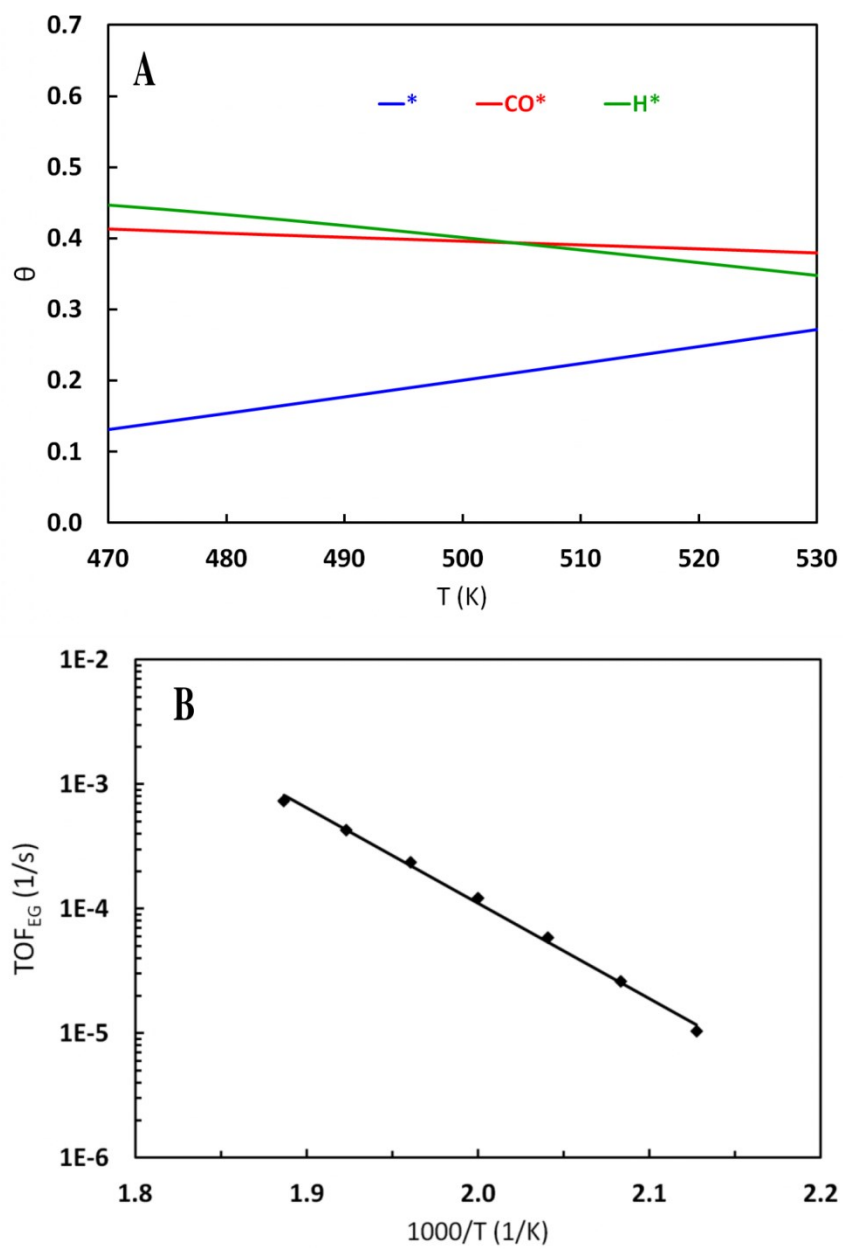 A
0.7
0.6
0.5
0.4
0.3
0.2
0.1
0.0
* CO* H*
θ
470 480 490 500 510 520 530
T (K)
B
1E-2
1E-3
1E-4
1E-5
1E-6
TOF_EG (1/s)
1.8 1.9 2.0 2.1 2.2
1000/T (1/K)